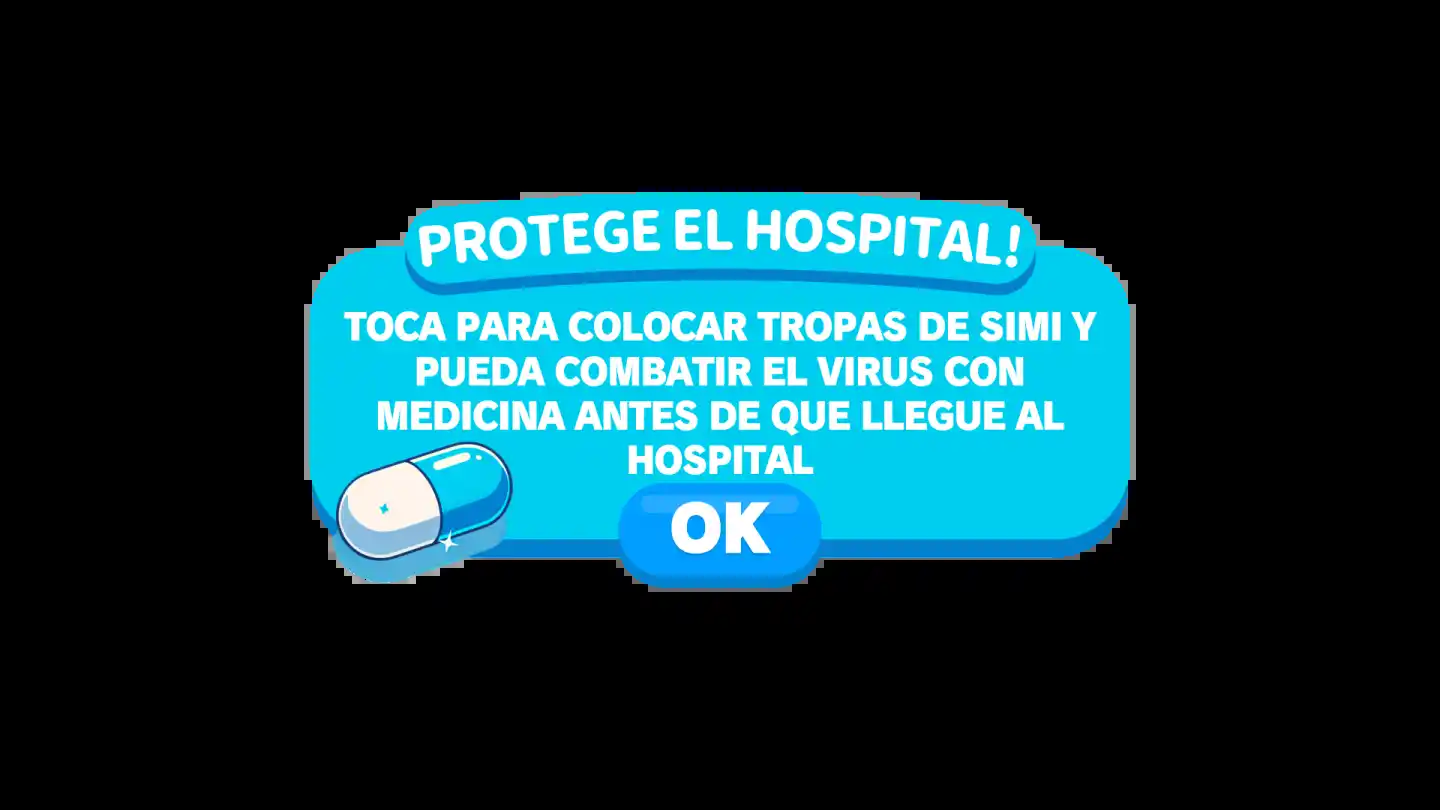 PROTEGE EL HOSPITAL!
TOCA PARA COLOCAR TROPAS DE SIMI Y
PUEDA COMBATIR EL VIRUS CON
MEDICINA ANTES DE QUE LLEGUE AL
HOSPITAL
OK